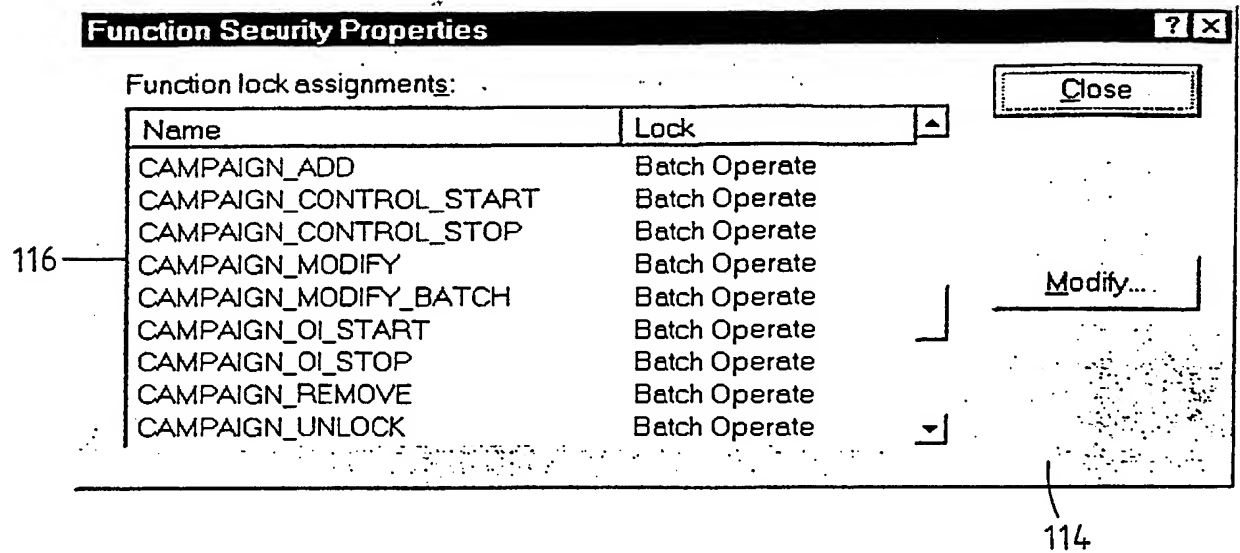 Function Security Properties ? X
Function lock assignments: Close
Name Lock
CAMPAIGN_ADD Batch Operate
CAMPAIGN_CONTROL_START Batch Operate
CAMPAIGN_CONTROL_STOP Batch Operate
116 CAMPAIGN_MODIFY Batch Operate
CAMPAIGN_MODIFY_BATCH Batch Operate Modify...
CAMPAIGN_OI_START Batch Operate
CAMPAIGN_OI_STOP Batch Operate
CAMPAIGN_REMOVE Batch Operate
CAMPAIGN_UNLOCK Batch Operate
114